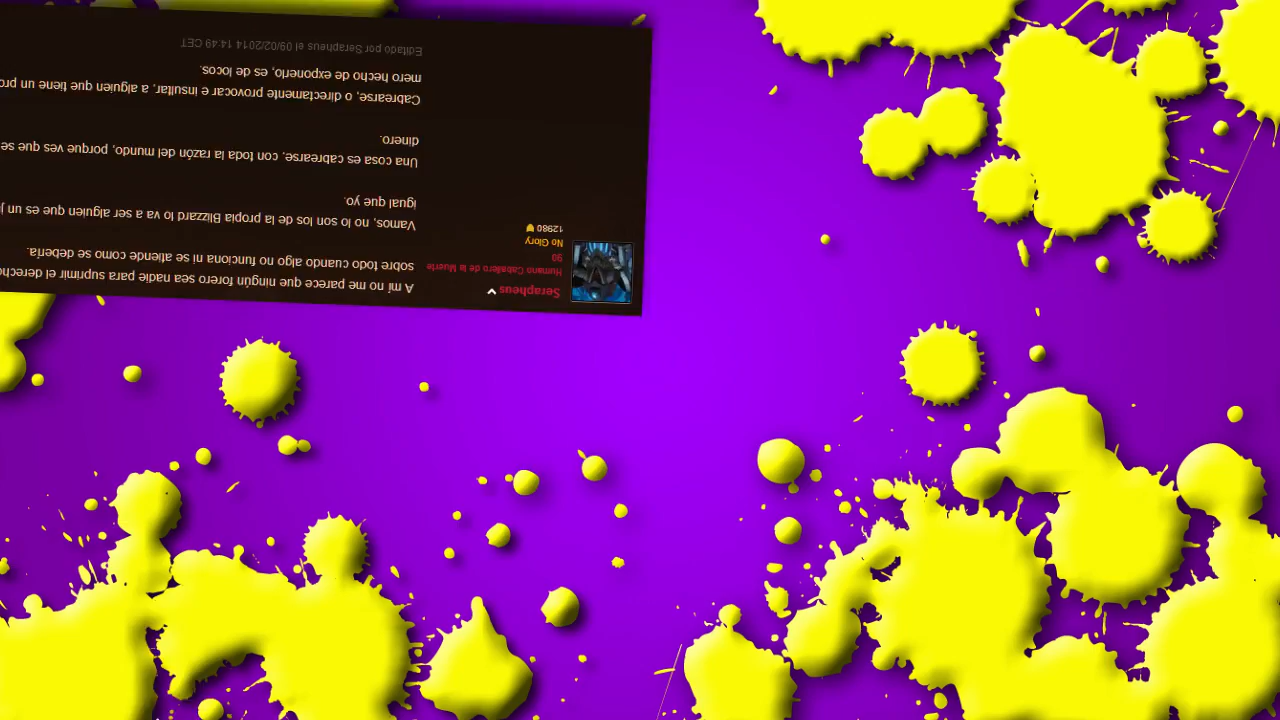 Serapheus
Humano Caballero de la Muerte
90
No Glory
12980
A mí no me parece que ningún forero sea nadie para suprimir el derecho
sobre todo cuando algo no funciona ni se atiende como se debería.
Vamos, no lo son los de la propia Blizzard lo va a ser alguien que es un
igual que yo.
Una cosa es cabrearse, con toda la razón del mundo, porque ves que se
dinero.
Cabrearse, o directamente provocar e insultar, a alguien que tiene un
mero hecho de exponerlo, es de locos.
Editado por Serapheus el 09/02/2014 14:49 CET